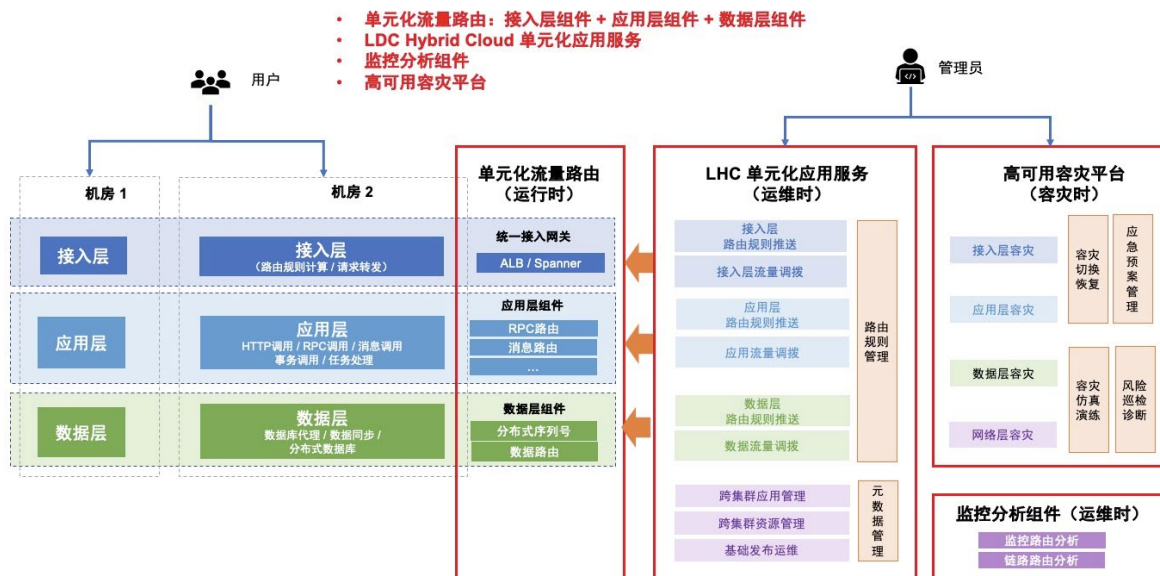 • 单元化流量路由：接入层组件 + 应用层组件 + 数据层组件
• LDC Hybrid Cloud 单元化应用服务
• 监控分析组件
• 高可用容灾平台
用户
管理员
机房 1
机房 2
接入层
接入层
（路由规则计算 / 请求转发）
应用层
应用层
HTTP调用 / RPC调用 / 消息调用
事务调用 / 任务处理
数据层
数据层
数据库代理 / 数据同步 /
分布式数据库
单元化流量路由
（运行时）
统一接入网关
ALB / Spanner
应用层组件
RPC路由
消息路由
...
数据层组件
分布式序列号
数据路由
LHC 单元化应用服务
（运维时）
接入层
路由规则推送
接入层流量调拨
应用层
路由规则推送
应用流量调拨
数据层
路由规则推送
数据流量调拨
路由
规则
管理
跨集群应用管理
跨集群资源管理
基础发布运维
元
数
据
管
理
高可用容灾平台
（容灾时）
接入层容灾
应用层容灾
数据层容灾
网络层容灾
容灾
切换
恢复
应
急
预
案
管
理
容灾
仿真
演练
风险
巡检
诊断
监控分析组件（运维时）
监控路由分析
链路路由分析